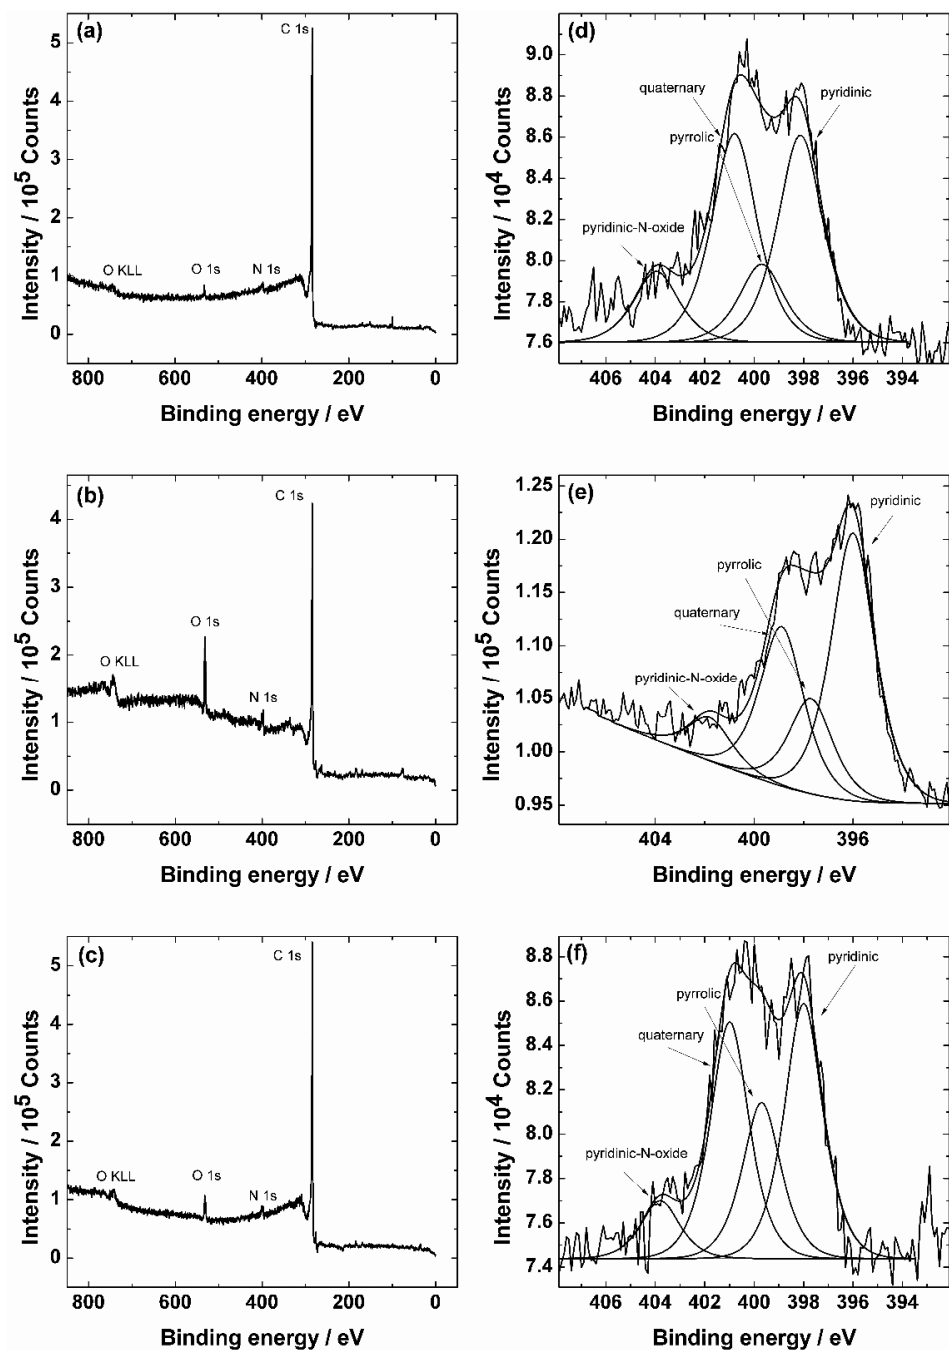 (a)
C 1s
O KLL
O 1s
N 1s
5
4
3
2
1
0
Intensity / 10⁵ Counts
800 600 400 200 0
Binding energy / eV
(d)
quaternary
pyrrolic
pyridinic
pyridinic-N-oxide
9.0
8.8
8.6
8.4
8.2
8.0
7.8
7.6
Intensity / 10⁴ Counts
406 404 402 400 398 396 394
Binding energy / eV
(b)
C 1s
O 1s
O KLL
N 1s
4
3
2
1
0
Intensity / 10⁵ Counts
800 600 400 200 0
Binding energy / eV
(e)
pyridinic
pyrrolic
quaternary
pyridinic-N-oxide
1.25
1.20
1.15
1.10
1.05
1.00
0.95
Intensity / 10⁵ Counts
404 402 400 398 396
Binding energy / eV
(c)
C 1s
O KLL
O 1s
N 1s
5
4
3
2
1
0
Intensity / 10⁵ Counts
800 600 400 200 0
Binding energy / eV
(f)
pyridinic
pyrrolic
quaternary
pyridinic-N-oxide
8.8
8.6
8.4
8.2
8.0
7.8
7.6
7.4
Intensity / 10⁴ Counts
406 404 402 400 398 396 394
Binding energy / eV